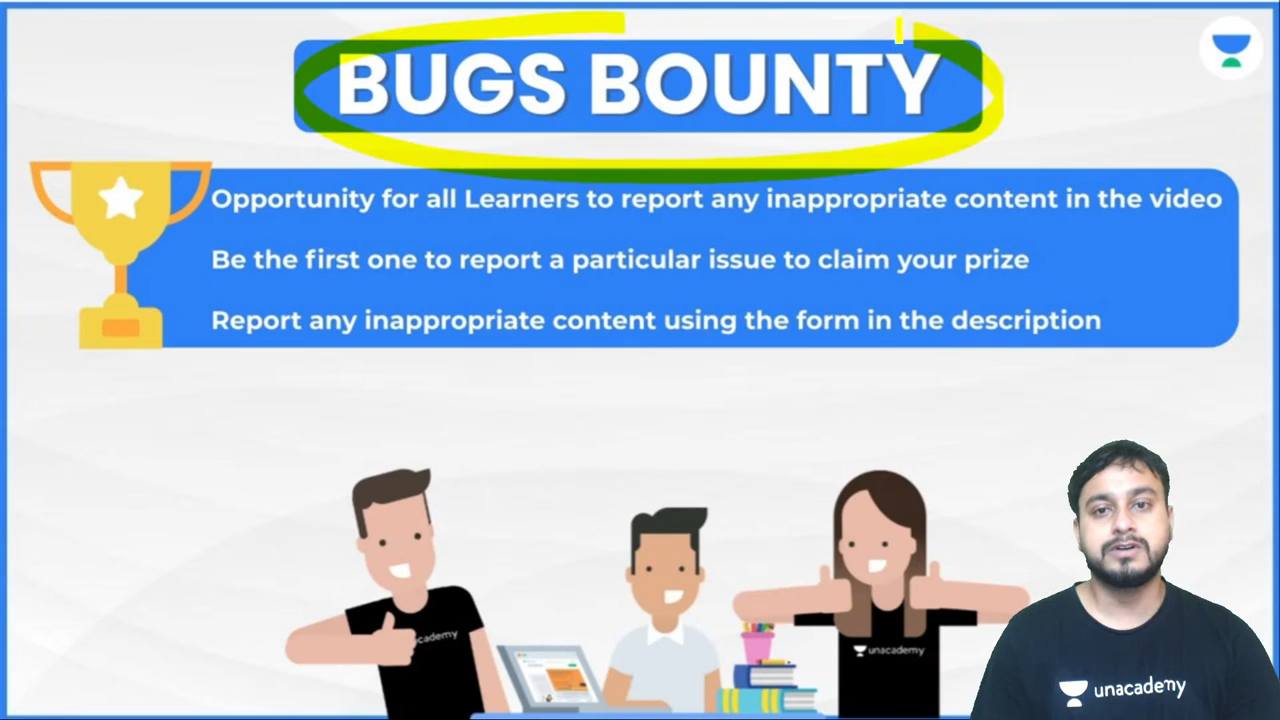 BUGS BOUNTY
Opportunity for all Learners to report any inappropriate content in the video
Be the first one to report a particular issue to claim your prize
Report any inappropriate content using the form in the description
cademy
unacademy
unacademy